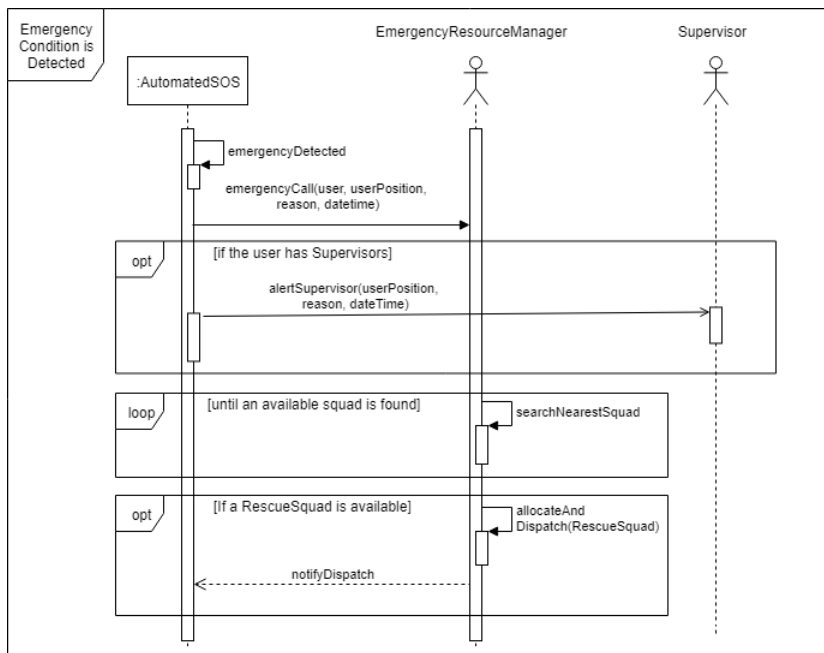 Emergency
Condition is
Detected
EmergencyResourceManager
Supervisor
:AutomatedSOS
emergencyDetected
emergencyCall(user, userPosition,
reason, datetime)
opt
[if the user has Supervisors]
alertSupervisor(userPosition,
reason, dateTime)
loop
[until an available squad is found]
searchNearestSquad
opt
[If a RescueSquad is available]
allocateAnd
Dispatch(RescueSquad)
notifyDispatch